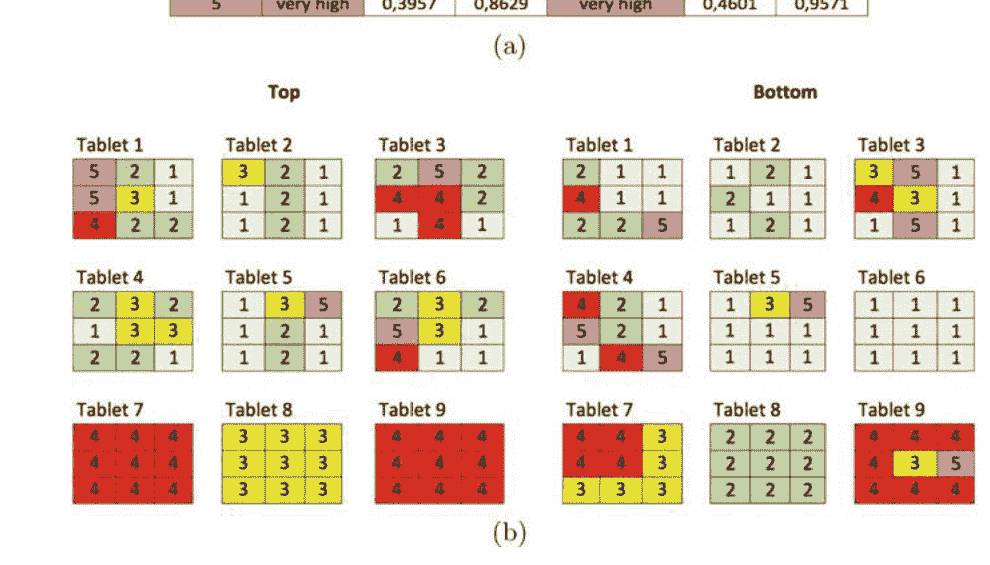 5 very high 0,3957 0,8629 very high 0,4601 0,9571
(a)
Top Bottom
Tablet 1 Tablet 2 Tablet 3 Tablet 1 Tablet 2 Tablet 3
5 2 1 3 2 1 2 5 2 2 1 1 1 2 1 3 5 1
5 3 1 1 2 1 4 4 2 4 1 1 2 1 1 4 3 1
4 2 2 1 2 1 1 4 1 2 2 5 1 2 1 1 5 1
Tablet 4 Tablet 5 Tablet 6 Tablet 4 Tablet 5 Tablet 6
2 3 2 1 3 5 2 3 2 4 2 1 1 3 5 1 1 1
1 3 3 1 2 1 5 3 1 5 2 1 1 1 1 1 1 1
2 2 1 1 2 1 4 1 1 1 4 5 1 1 1 1 1 1
Tablet 7 Tablet 8 Tablet 9 Tablet 7 Tablet 8 Tablet 9
4 4 4 3 3 3 4 4 4 4 4 3 2 2 2 4 4 4
4 4 4 3 3 3 4 4 4 4 4 3 2 2 2 4 3 5
4 4 4 3 3 3 4 4 4 3 3 3 2 2 2 4 4 4
(b)